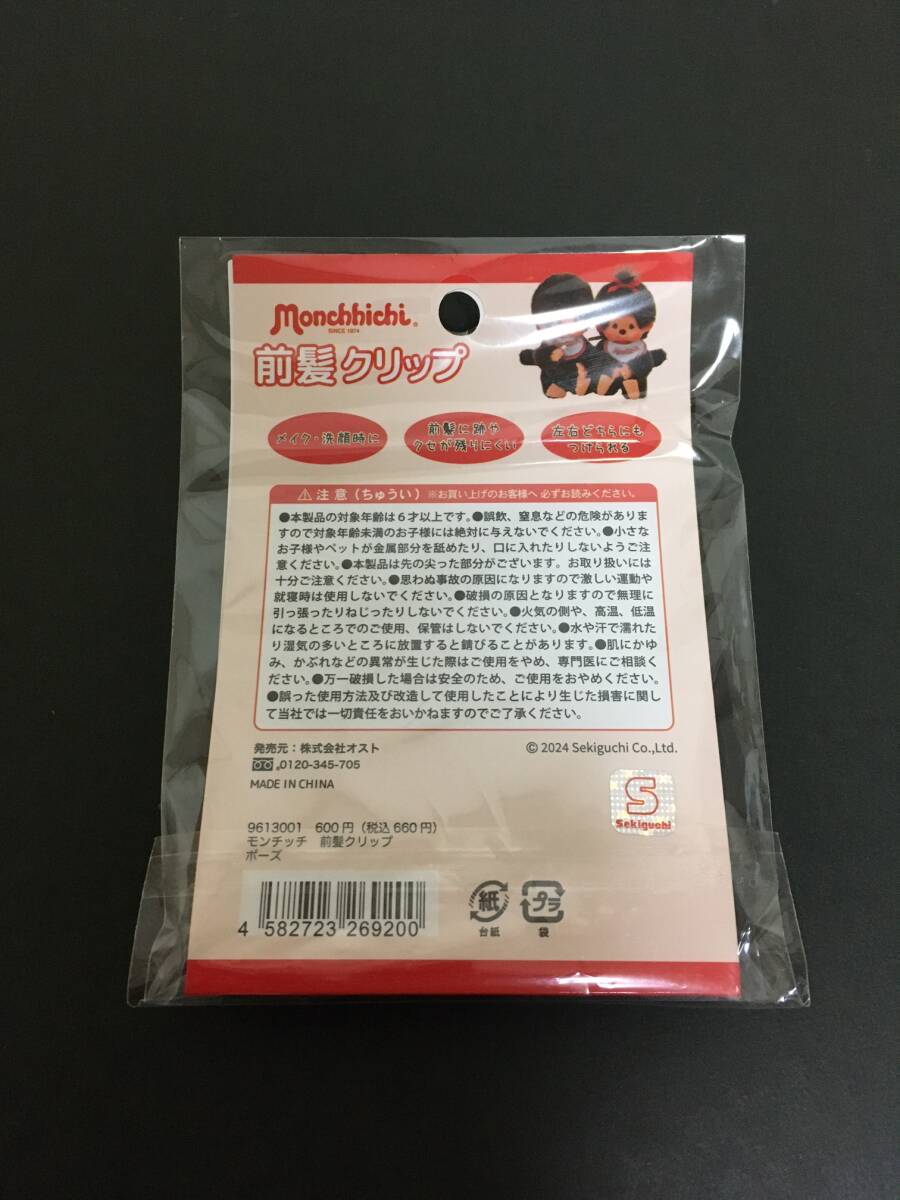 Monchhichi®
SINCE 1974
前髪クリップ
メイク・洗顔時に
前髪に跡や
クセが残りにくい
左右どちらにも
つけられる
⚠注意（ちゅうい）※お買い上げのお客様へ 必ずお読みください。
●本製品の対象年齢は6才以上です。●誤飲、窒息などの危険がありま
すので対象年齢未満のお子様には絶対に与えないでください。●小さな
お子様やペットが金属部分を舐めたり、口に入れたりしないようご注
意ください。●本製品は先の尖った部分がございます。お取り扱いには
十分ご注意ください。●思わぬ事故の原因になりますので激しい運動や
就寝時は使用しないでください。●破損の原因となりますので無理に
引っ張ったりねじったりしないでください。●火気の側や、高温、低温
になるところでのご使用、保管はしないでください。●水や汗で濡れた
り湿気の多いところに放置すると錆びることがあります。●肌にかゆ
み、かぶれなどの異常が生じた際はご使用をやめ、専門医にご相談く
ださい。●万一破損した場合は安全のため、ご使用をおやめください。
●誤った使用方法及び改造して使用したことにより生じた損害に関し
て当社では一切責任をおいかねますのでご了承ください。
発売元：株式会社オスト
0120-345-705
MADE IN CHINA
© 2024 Sekiguchi Co.,Ltd.
S
Sekiguchi
9613001 600円（税込660円）
モンチッチ 前髪クリップ
ポーズ
4 582723 269200
紙
台紙
プラ
袋